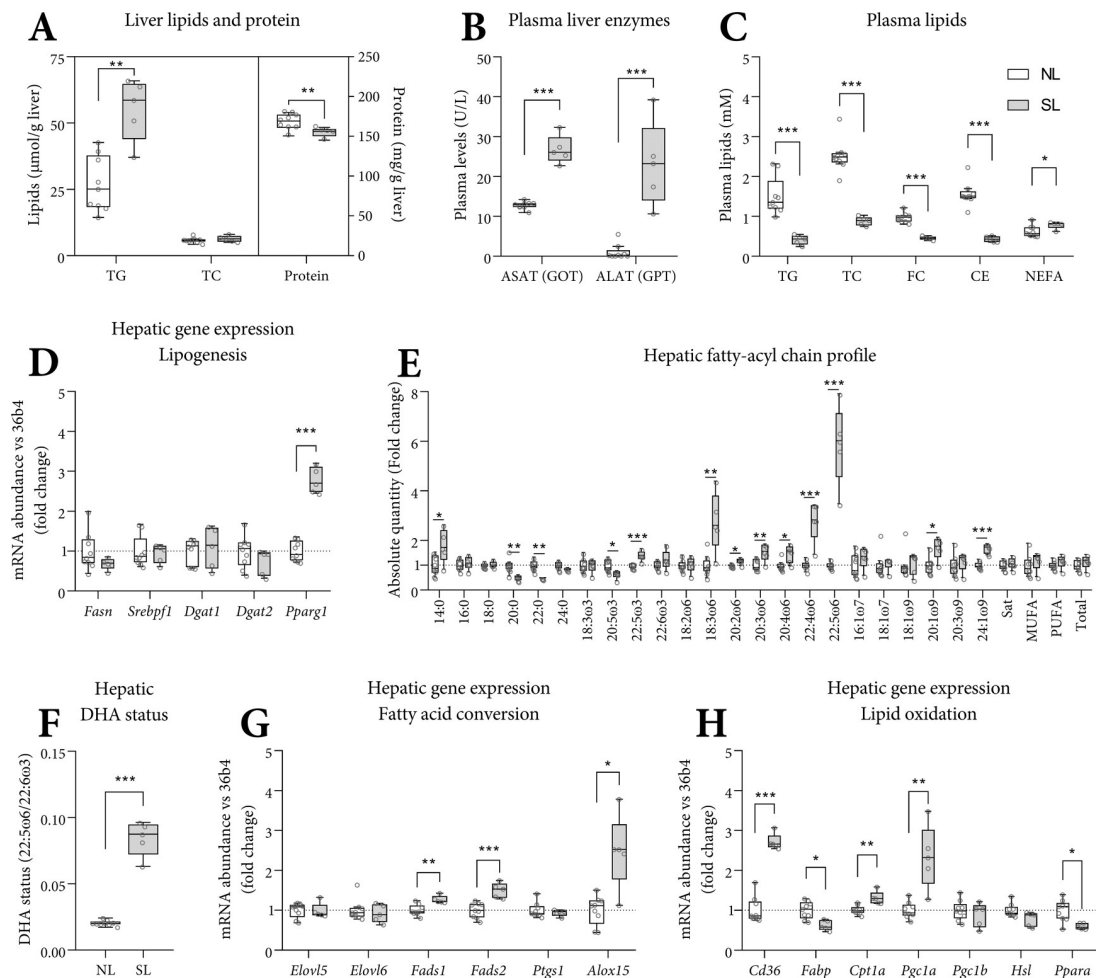 A
Liver lipids and protein
Lipids (μmol/g liver)
75
50
25
0
**
**
250
200
150
100
50
0
Protein (mg/g liver)
TG TC Protein
B
Plasma liver enzymes
Plasma levels (U/L)
50
40
30
20
10
0
***
***
ASAT (GOT) ALAT (GPT)
C
Plasma lipids
Plasma lipids (mM)
5
4
3
2
1
0
***
***
***
***
*
NL
SL
TG TC FC CE NEFA
D
Hepatic gene expression
Lipogenesis
mRNA abundance vs 36b4
(fold change)
5
4
3
2
1
0
***
Fasn Srebpf1 Dgat1 Dgat2 Pparg1
E
Hepatic fatty-acyl chain profile
Absolute quantity (Fold change)
8
6
4
2
1
0
* ** ** * *** ** * * * *** *** * ***
14:0 16:0 18:0 20:0 22:0 24:0 18:3ω3 20:5ω3 22:5ω3 22:6ω3 18:2ω6 18:3ω6 20:2ω6 20:3ω6 20:4ω6 22:4ω6 22:5ω6 16:1ω7 18:1ω7 18:1ω9 20:1ω9 20:3ω9 24:1ω9 Sat MUFA PUFA Total
F
Hepatic
DHA status
DHA status (22:5ω6/22:6ω3)
0.15
0.10
0.05
0.00
***
NL SL
G
Hepatic gene expression
Fatty acid conversion
mRNA abundance vs 36b4
(fold change)
5
4
3
2
1
0
**
***
*
Elovl5 Elovl6 Fads1 Fads2 Ptgs1 Alox15
H
Hepatic gene expression
Lipid oxidation
mRNA abundance vs 36b4
(fold change)
5
4
3
2
1
0
***
*
**
**
*
Cd36 Fabp Cpt1a Pgc1a Pgc1b Hsl Ppara